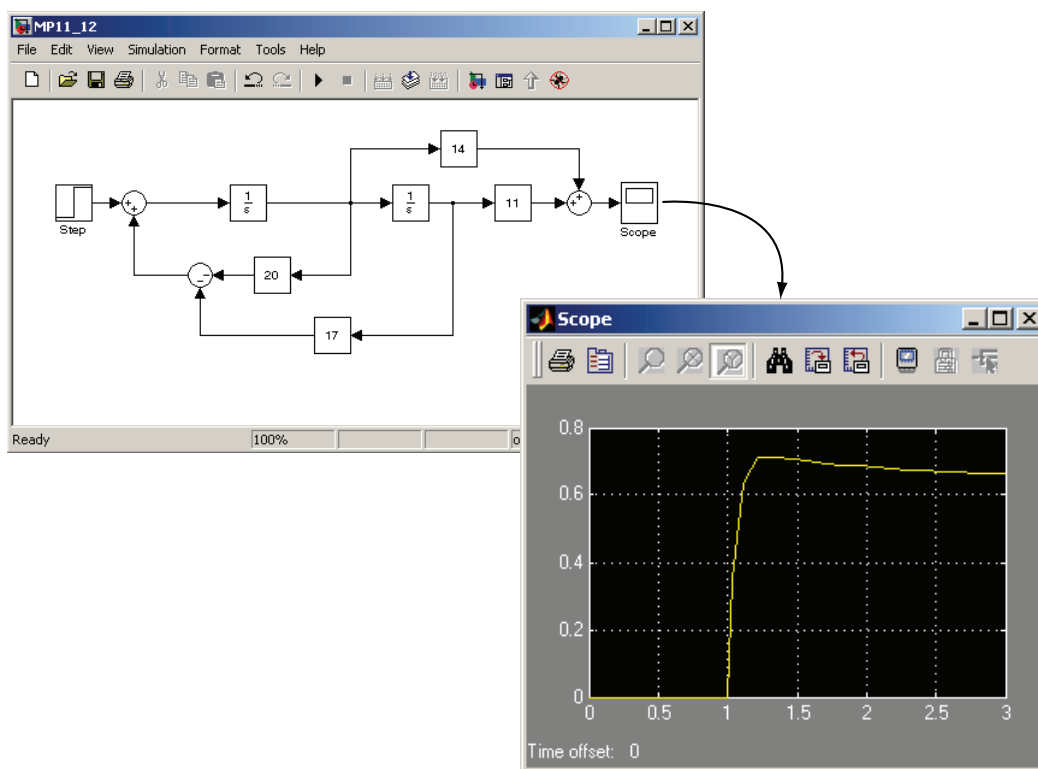 MP11_12
File Edit View Simulation Format Tools Help
14
Step
+
+
1
s
1
s
11
+
+
Scope
20
−
−
17
Ready
100%
Scope
0.8
0.6
0.4
0.2
0
0
0.5
1
1.5
2
2.5
3
Time offset: 0